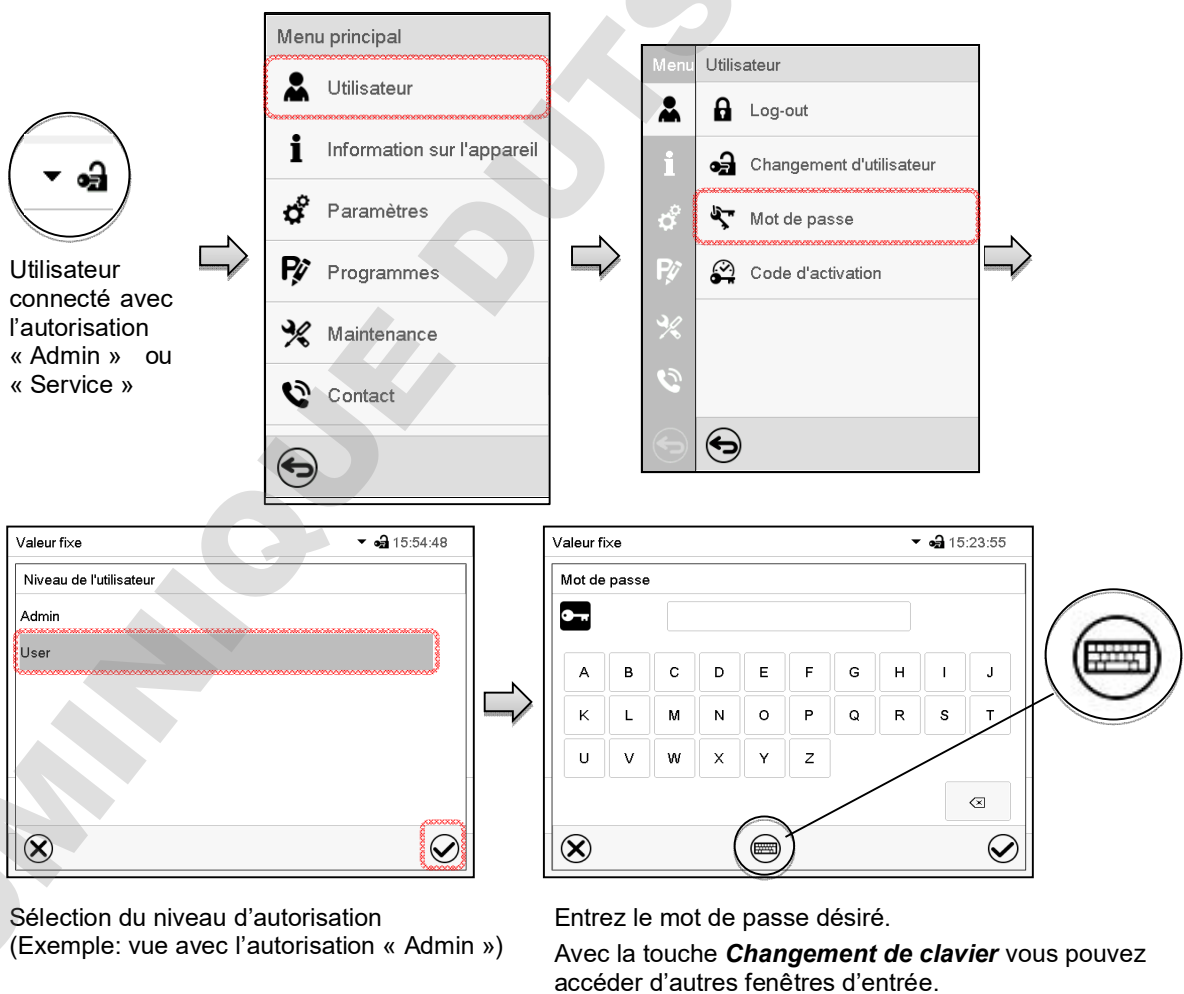 Menu principal
Utilisateur
Information sur l'appareil
Paramètres
Programmes
Maintenance
Contact
Utilisateur
connecté avec
l’autorisation
« Admin » ou
« Service »
Menu Utilisateur
Log-out
Changement d'utilisateur
Mot de passe
Code d'activation
Valeur fixe 15:54:48
Niveau de l'utilisateur
Admin
User
Valeur fixe 15:23:55
Mot de passe
A B C D E F G H I J
K L M N O P Q R S T
U V W X Y Z
Sélection du niveau d’autorisation
(Exemple: vue avec l’autorisation « Admin »)
Entrez le mot de passe désiré.
Avec la touche Changement de clavier vous pouvez
accéder d’autres fenêtres d’entrée.